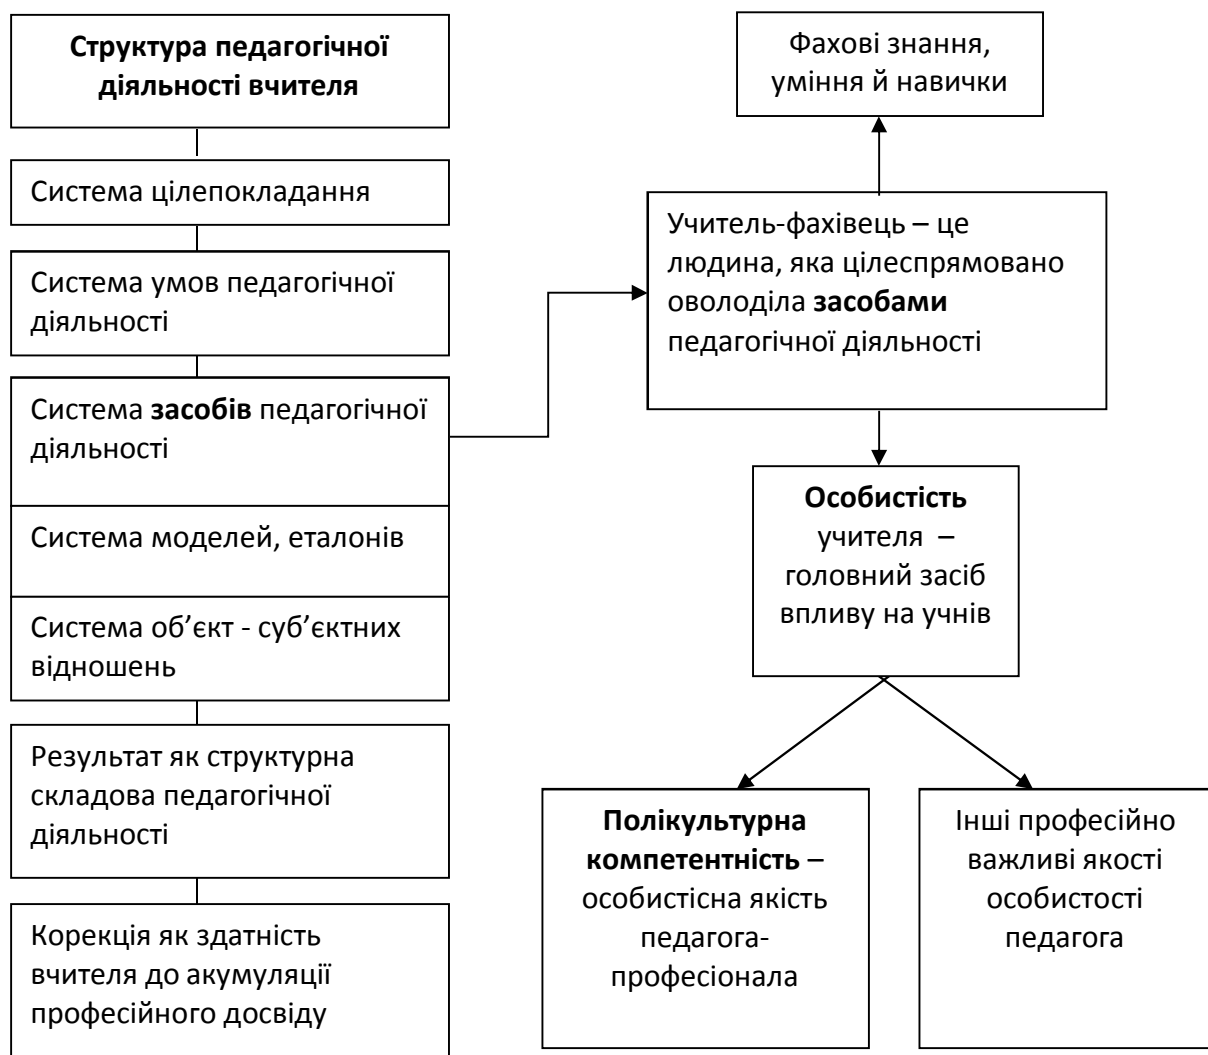 Структура педагогічної
діяльності вчителя
Система цілепокладання
Система умов педагогічної
діяльності
Система засобів педагогічної
діяльності
Система моделей, еталонів
Система об’єкт - суб’єктних
відношень
Результат як структурна
складова педагогічної
діяльності
Корекція як здатність
вчителя до акумуляції
професійного досвіду
Фахові знання,
уміння й навички
Учитель-фахівець – це
людина, яка цілеспрямовано
оволоділа засобами
педагогічної діяльності
Особистість
учителя –
головний засіб
впливу на учнів
Полікультурна
компетентність –
особистісна якість
педагога-
професіонала
Інші професійно
важливі якості
особистості
педагога